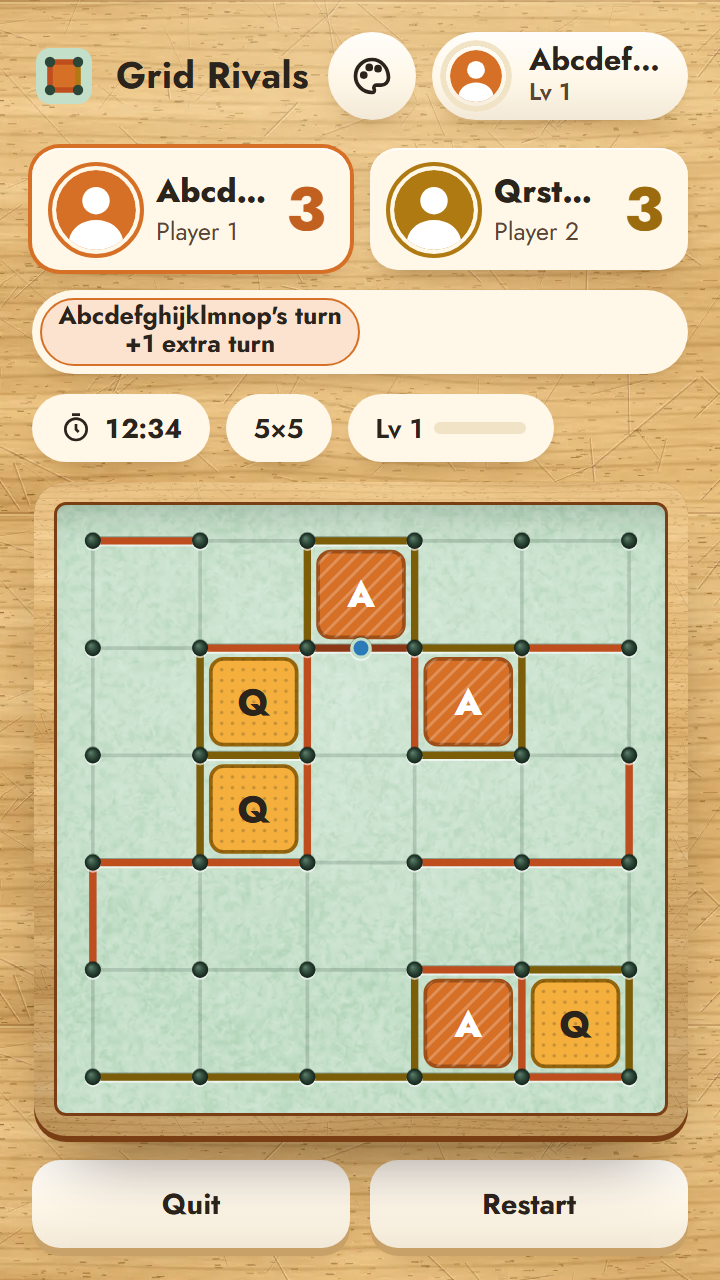 Grid Rivals
Abcdef...
Lv 1
Abcd...
Player 1
3
Qrst...
Player 2
3
Abcdefghijklmnop's turn
+1 extra turn
12:34
5×5
Lv 1
A
Q
A
Q
A
Q
Quit
Restart